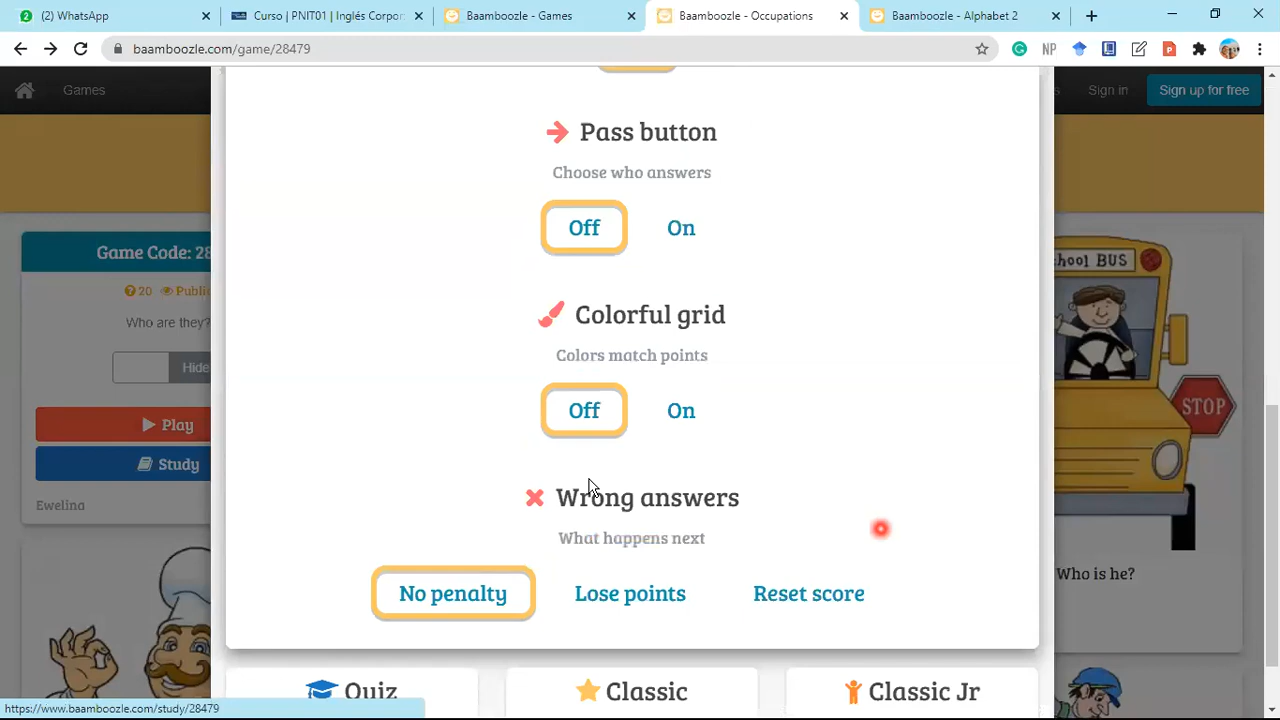 (2) WhatsApp
Curso | PNIT01 | Inglés Corpor
Baamboozle - Games
Baamboozle - Occupations
Baamboozle - Alphabet 2
baamboozle.com/game/28479
NP
Games
Sign in
Sign up for free
Pass button
Choose who answers
Off
On
Game Code: 28
20
Public
Who are they?
Hide
Play
Study
Ewelina
Colorful grid
Colors match points
Off
On
Wrong answers
What happens next
No penalty
Lose points
Reset score
hool BUS
STOP
Who is he?
Quiz
Classic
Classic Jr
https://www.baamboozle.com/study/28479